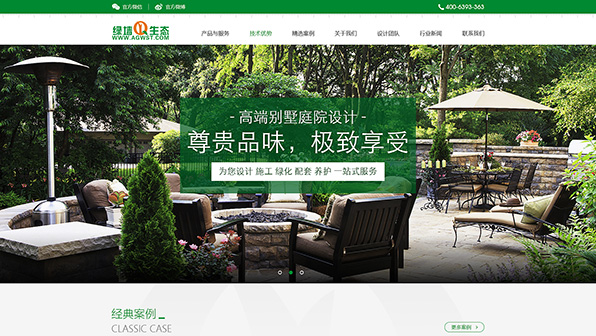 官方微信 官方微博 400-6393-363
绿墙Q生态
WWW.AGWST.COM
产品与服务 技术优势 精选案例 关于我们 设计团队 行业新闻 联系我们
- 高端别墅庭院设计 -
尊贵品味，极致享受
为您设计 施工 绿化 配套 养护 一站式服务
经典案例
CLASSIC CASE
更多案例